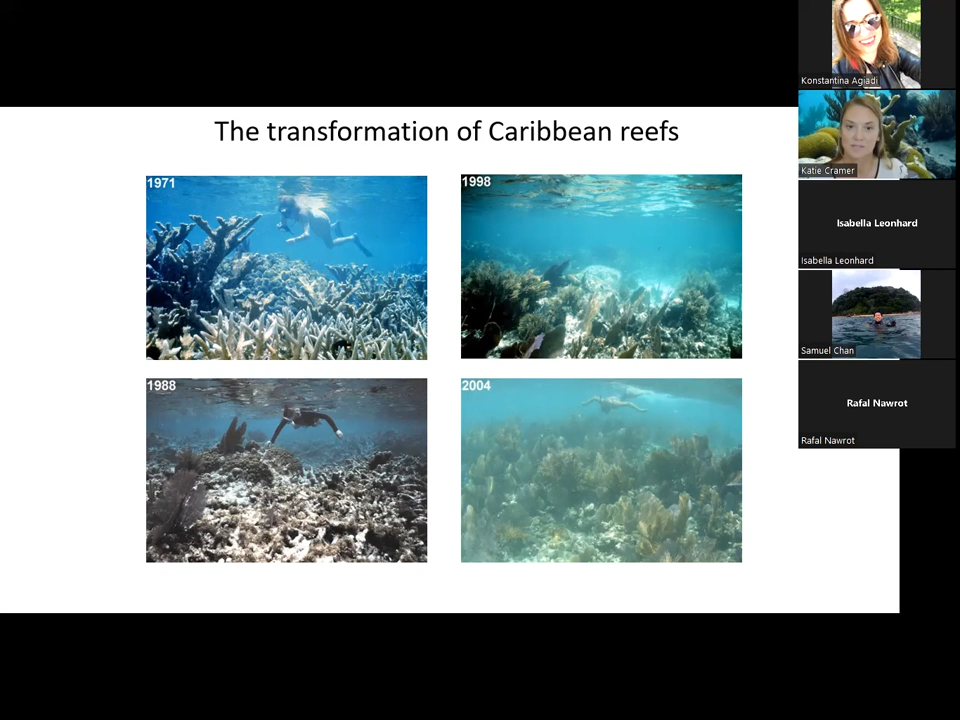 The transformation of Caribbean reefs
1971
1998
1988
2004
Konstantina Agiadi
Katie Cramer
Isabella Leonhard
Isabella Leonhard
Samuel Chan
Rafal Nawrot
Rafal Nawrot